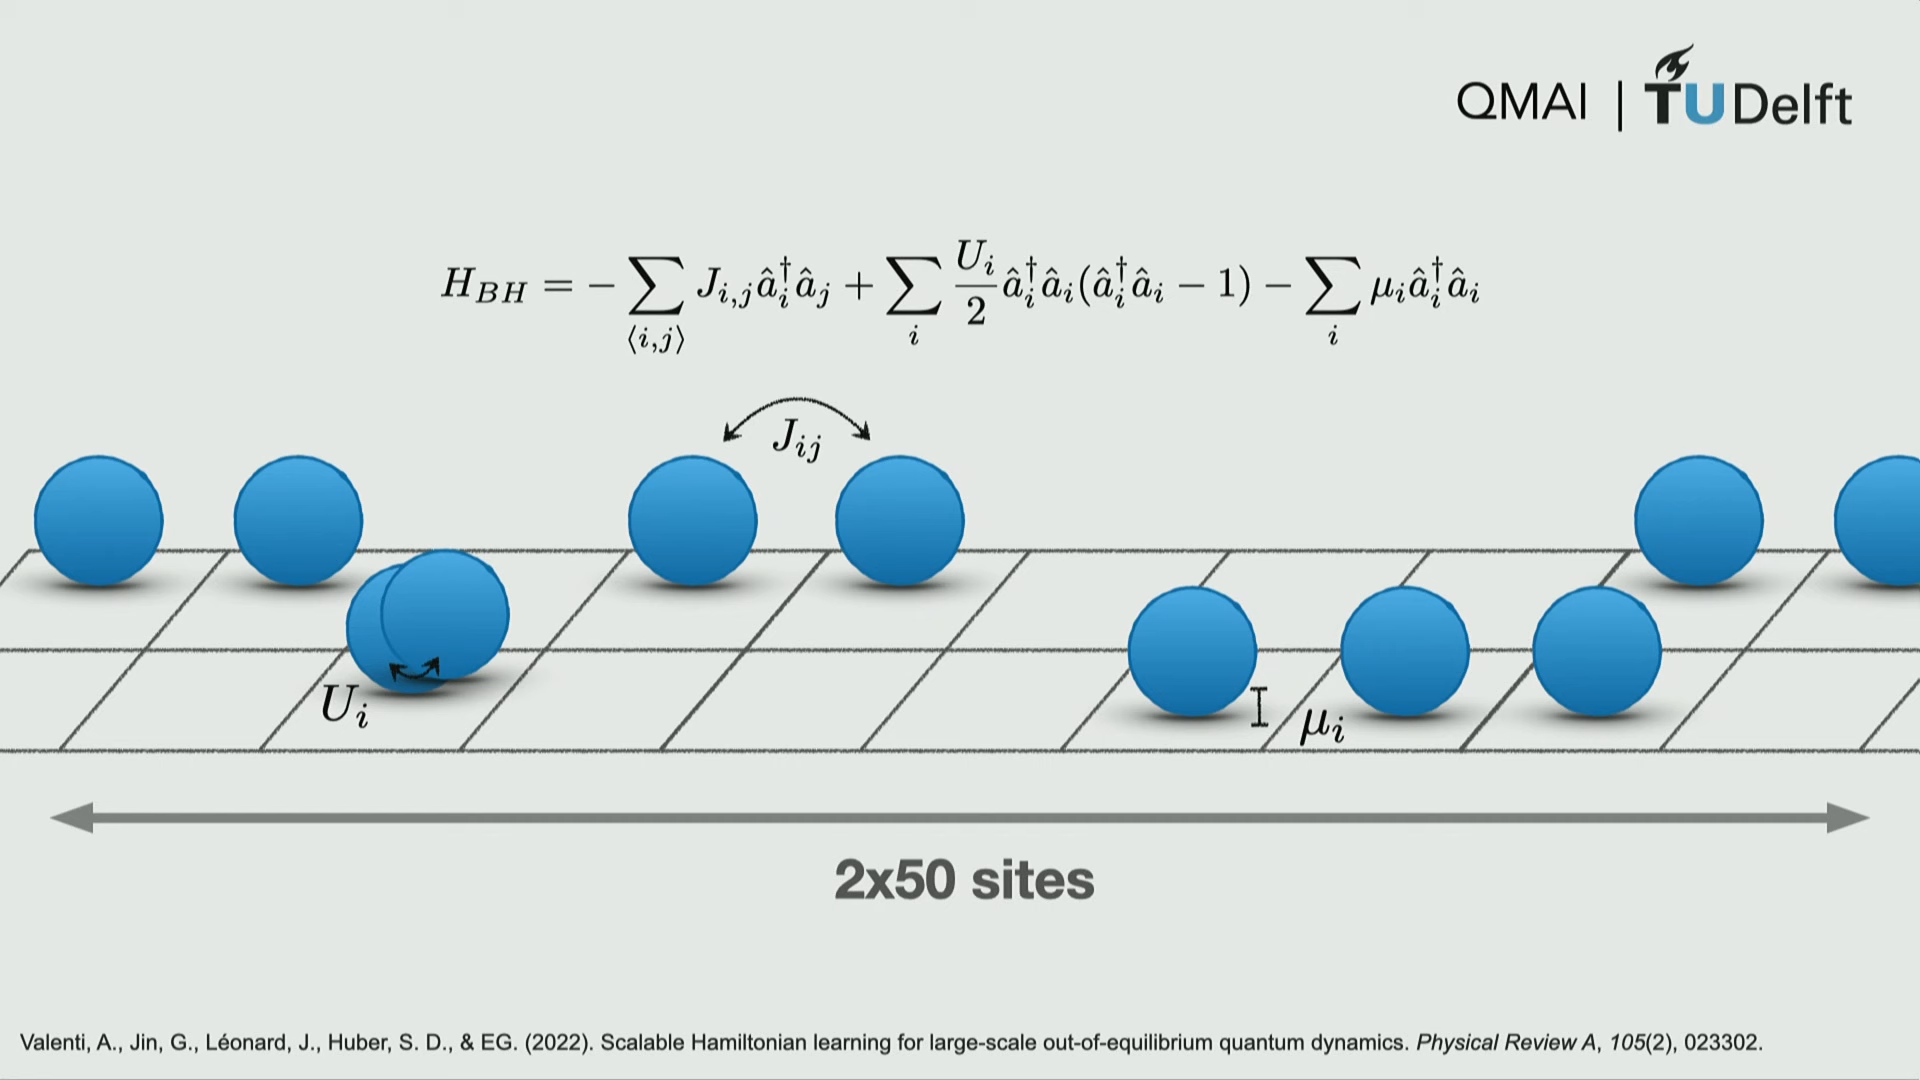 QMAI | TUDelft
H_{BH} = - \sum_{\langle i,j \rangle} J_{i,j} \hat{a}_i^\dagger \hat{a}_j + \sum_i \frac{U_i}{2} \hat{a}_i^\dagger \hat{a}_i (\hat{a}_i^\dagger \hat{a}_i - 1) - \sum_i \mu_i \hat{a}_i^\dagger \hat{a}_i
J_{ij}
U_i
μ_i
2x50 sites
Valenti, A., Jin, G., Léonard, J., Huber, S. D., & EG. (2022). Scalable Hamiltonian learning for large-scale out-of-equilibrium quantum dynamics. Physical Review A, 105(2), 023302.